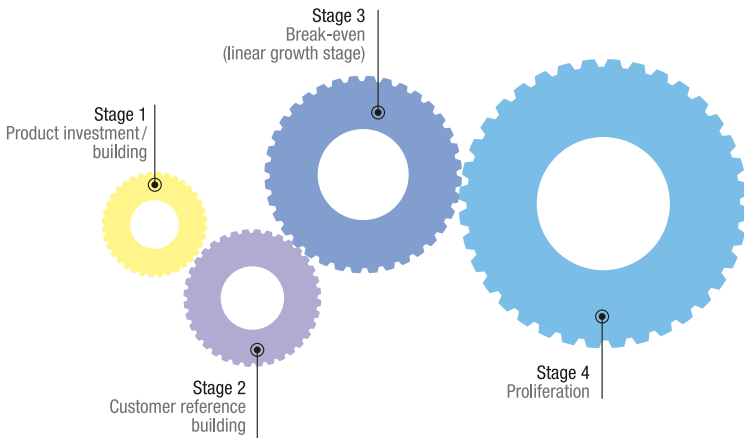 Stage 1
Product investment/
building
Stage 2
Customer reference
building
Stage 3
Break-even
(linear growth stage)
Stage 4
Proliferation